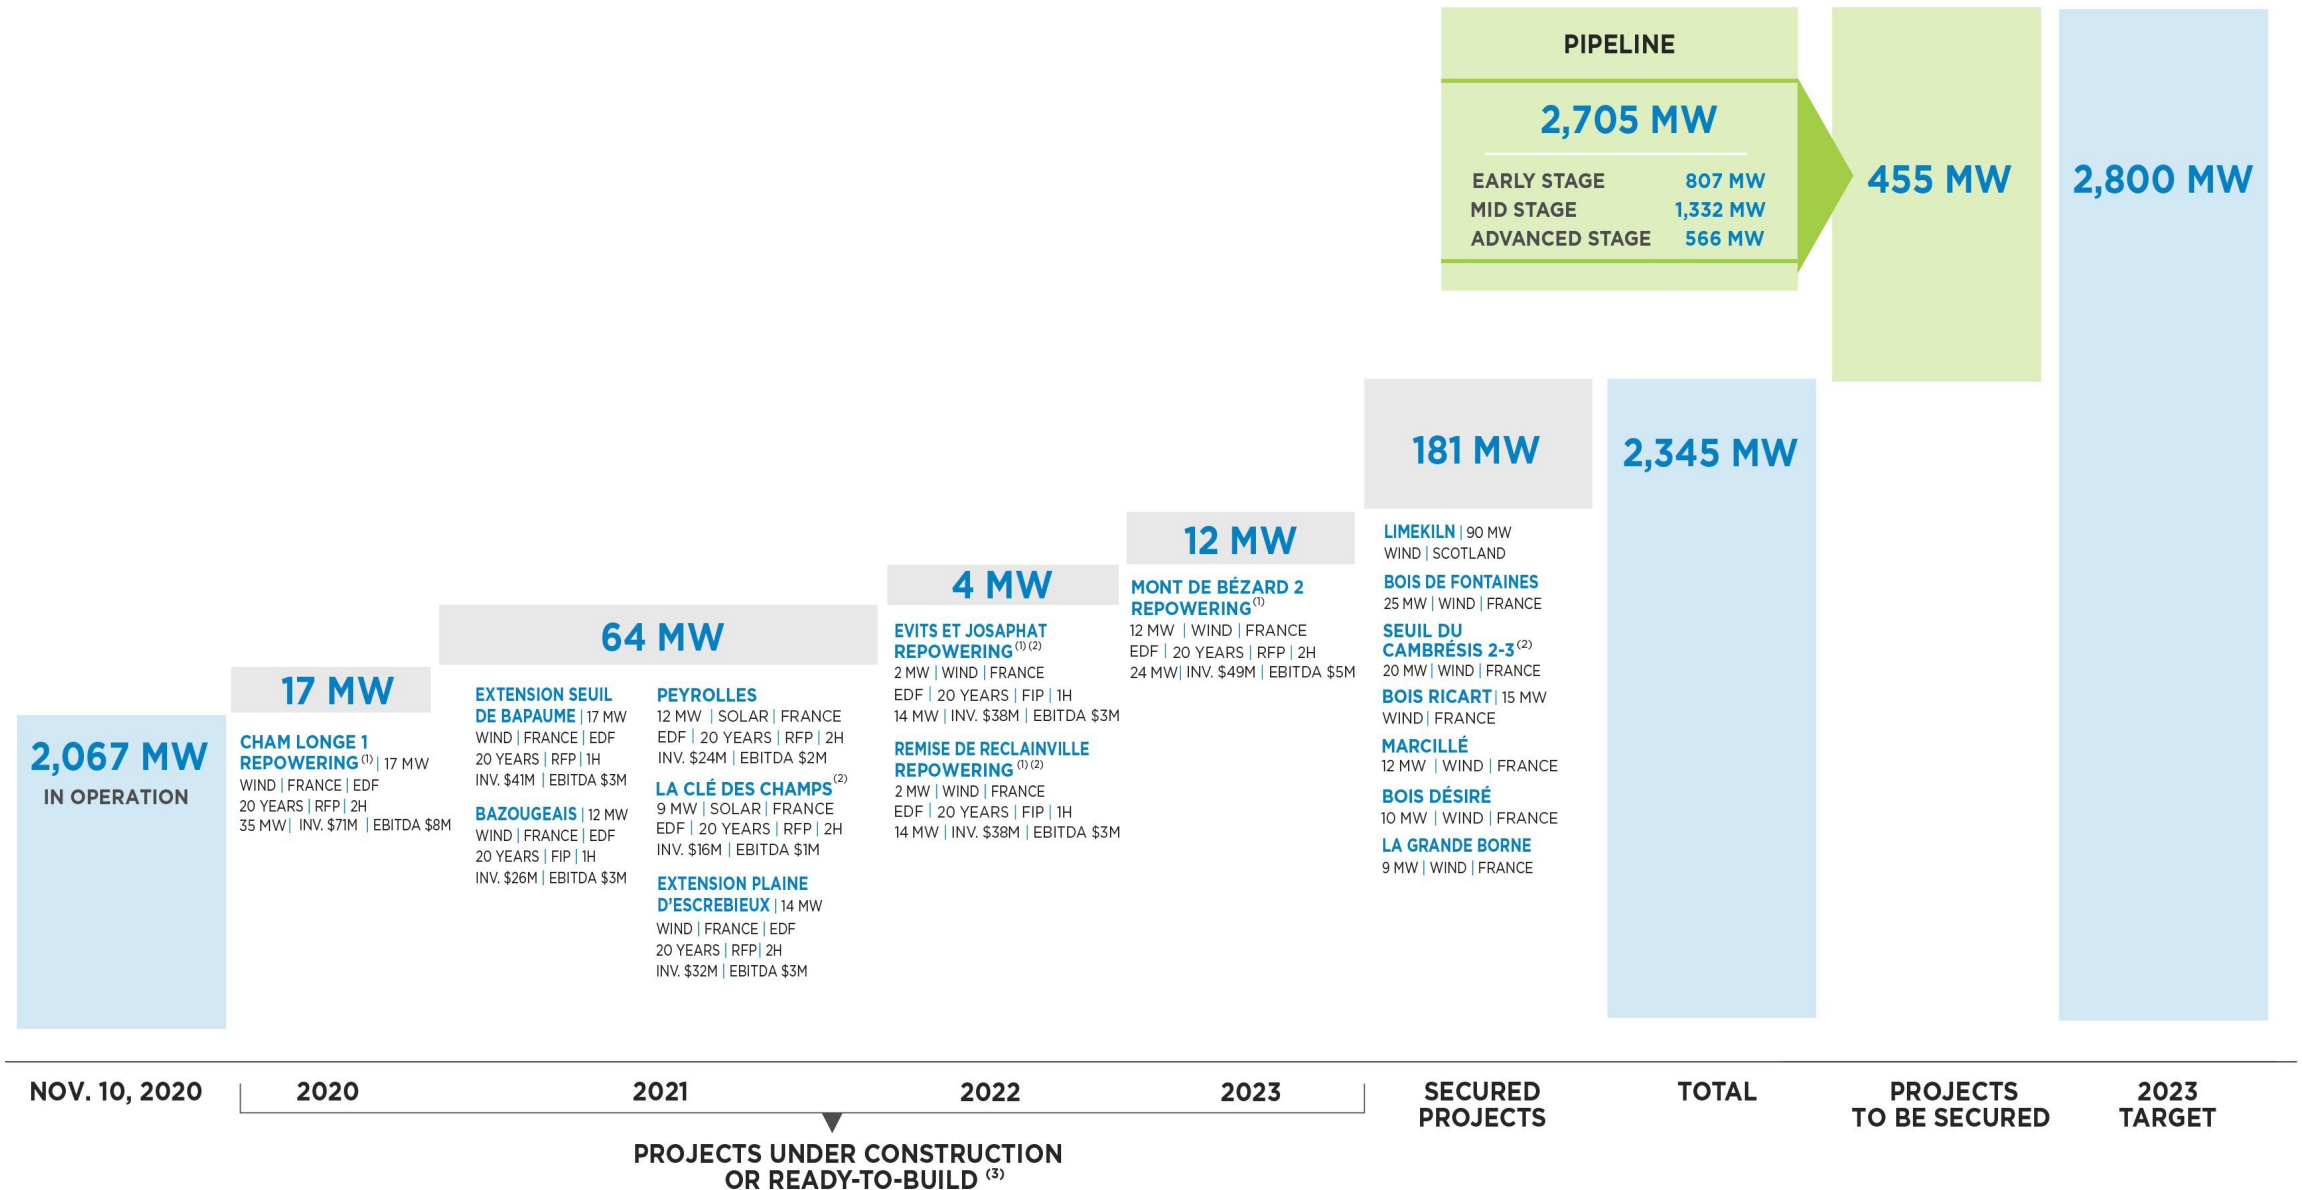 PIPELINE
2,705 MW
EARLY STAGE 807 MW
MID STAGE 1,332 MW
ADVANCED STAGE 566 MW
455 MW
2,800 MW
2,067 MW
IN OPERATION
17 MW
CHAM LONGE 1
REPOWERING (1) | 17 MW
WIND | FRANCE | EDF
20 YEARS | RFP | 2H
35 MW | INV. $71M | EBITDA $8M
64 MW
EXTENSION SEUIL
DE BAPAUME | 17 MW
WIND | FRANCE | EDF
20 YEARS | RFP | 1H
INV. $41M | EBITDA $3M
BAZOUGEAIS | 12 MW
WIND | FRANCE | EDF
20 YEARS | FIP | 1H
INV. $26M | EBITDA $3M
PEYROLLES
12 MW | SOLAR | FRANCE
EDF | 20 YEARS | RFP | 2H
INV. $24M | EBITDA $2M
LA CLÉ DES CHAMPS (2)
9 MW | SOLAR | FRANCE
EDF | 20 YEARS | RFP | 2H
INV. $16M | EBITDA $1M
EXTENSION PLAINE
D'ESCREBIEUX | 14 MW
WIND | FRANCE | EDF
20 YEARS | RFP | 2H
INV. $32M | EBITDA $3M
4 MW
EVITS ET JOSAPHAT
REPOWERING (1) (2)
2 MW | WIND | FRANCE
EDF | 20 YEARS | FIP | 1H
14 MW | INV. $38M | EBITDA $3M
REMISE DE RECLAINVILLE
REPOWERING (1) (2)
2 MW | WIND | FRANCE
EDF | 20 YEARS | FIP | 1H
14 MW | INV. $38M | EBITDA $3M
12 MW
MONT DE BÉZARD 2
REPOWERING (1)
12 MW | WIND | FRANCE
EDF | 20 YEARS | RFP | 2H
24 MW | INV. $49M | EBITDA $5M
181 MW
LIMEKILN | 90 MW
WIND | SCOTLAND
BOIS DE FONTAINES
25 MW | WIND | FRANCE
SEUIL DU
CAMBRÉSIS 2-3 (2)
20 MW | WIND | FRANCE
BOIS RICART | 15 MW
WIND | FRANCE
MARCILLÉ
12 MW | WIND | FRANCE
BOIS DÉSIRÉ
10 MW | WIND | FRANCE
LA GRANDE BORNE
9 MW | WIND | FRANCE
2,345 MW
NOV. 10, 2020
2020
2021
2022
2023
SECURED
PROJECTS
TOTAL
PROJECTS
TO BE SECURED
2023
TARGET
PROJECTS UNDER CONSTRUCTION
OR READY-TO-BUILD (3)